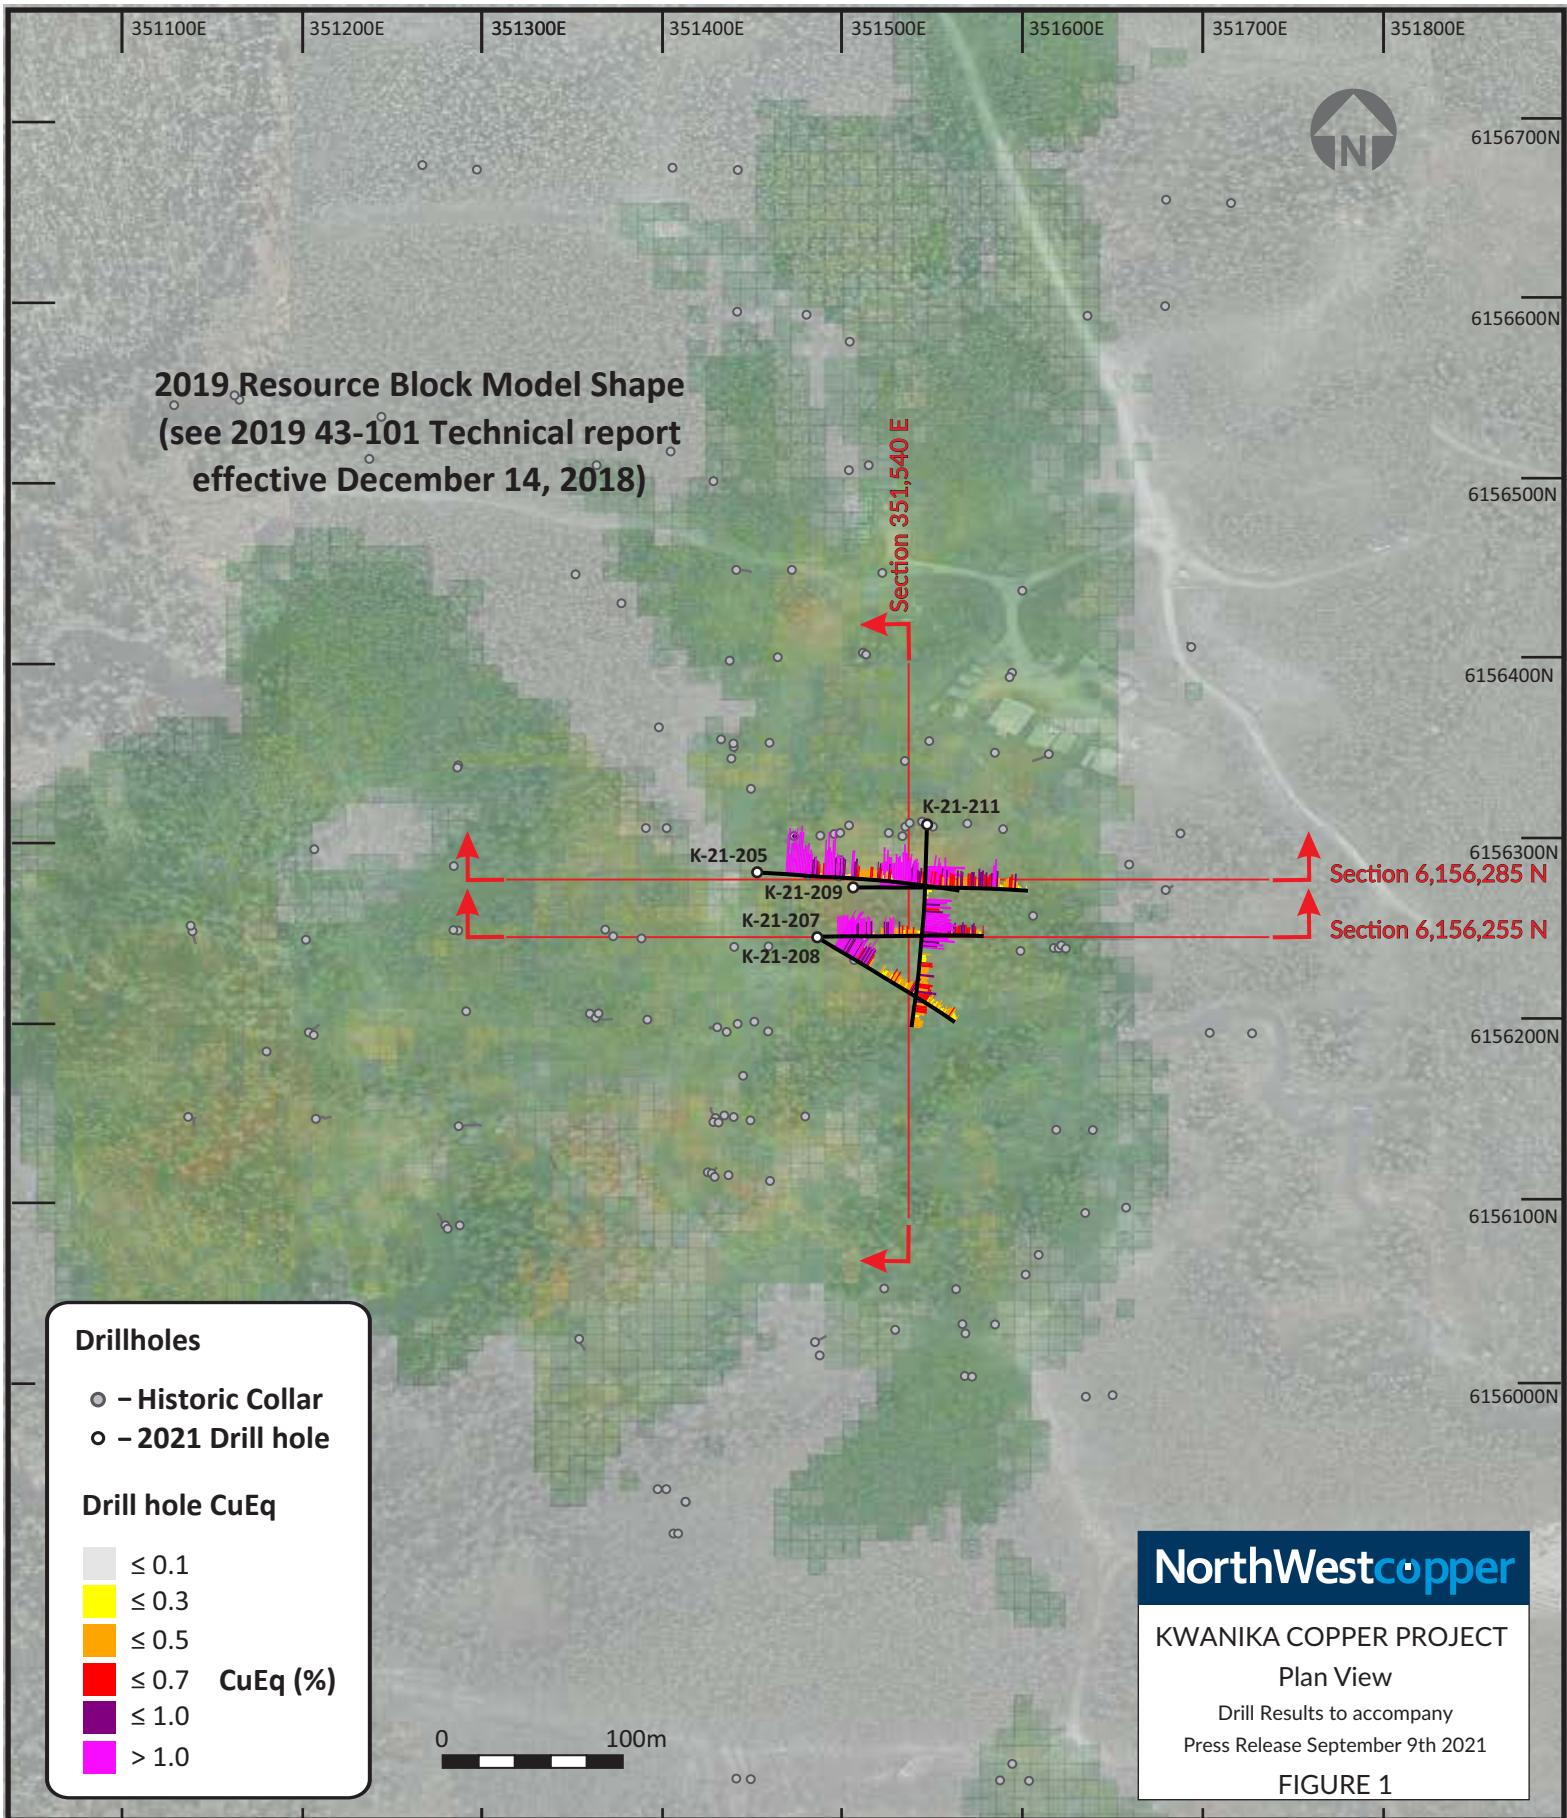 351100E
351200E
351300E
351400E
351500E
351600E
351700E
351800E
N
6156700N
6156600N
6156500N
6156400N
6156300N
6156200N
6156100N
6156000N
2019 Resource Block Model Shape
(see 2019 43-101 Technical report
effective December 14, 2018)
Section 351,540 E
K-21-211
K-21-205
K-21-209
K-21-207
K-21-208
Section 6,156,285 N
Section 6,156,255 N
Drillholes
– Historic Collar
– 2021 Drill hole
Drill hole CuEq
≤ 0.1
≤ 0.3
≤ 0.5
≤ 0.7
≤ 1.0
> 1.0
CuEq (%)
0 100m
NorthWestcopper
KWANIKA COPPER PROJECT
Plan View
Drill Results to accompany
Press Release September 9th 2021
FIGURE 1